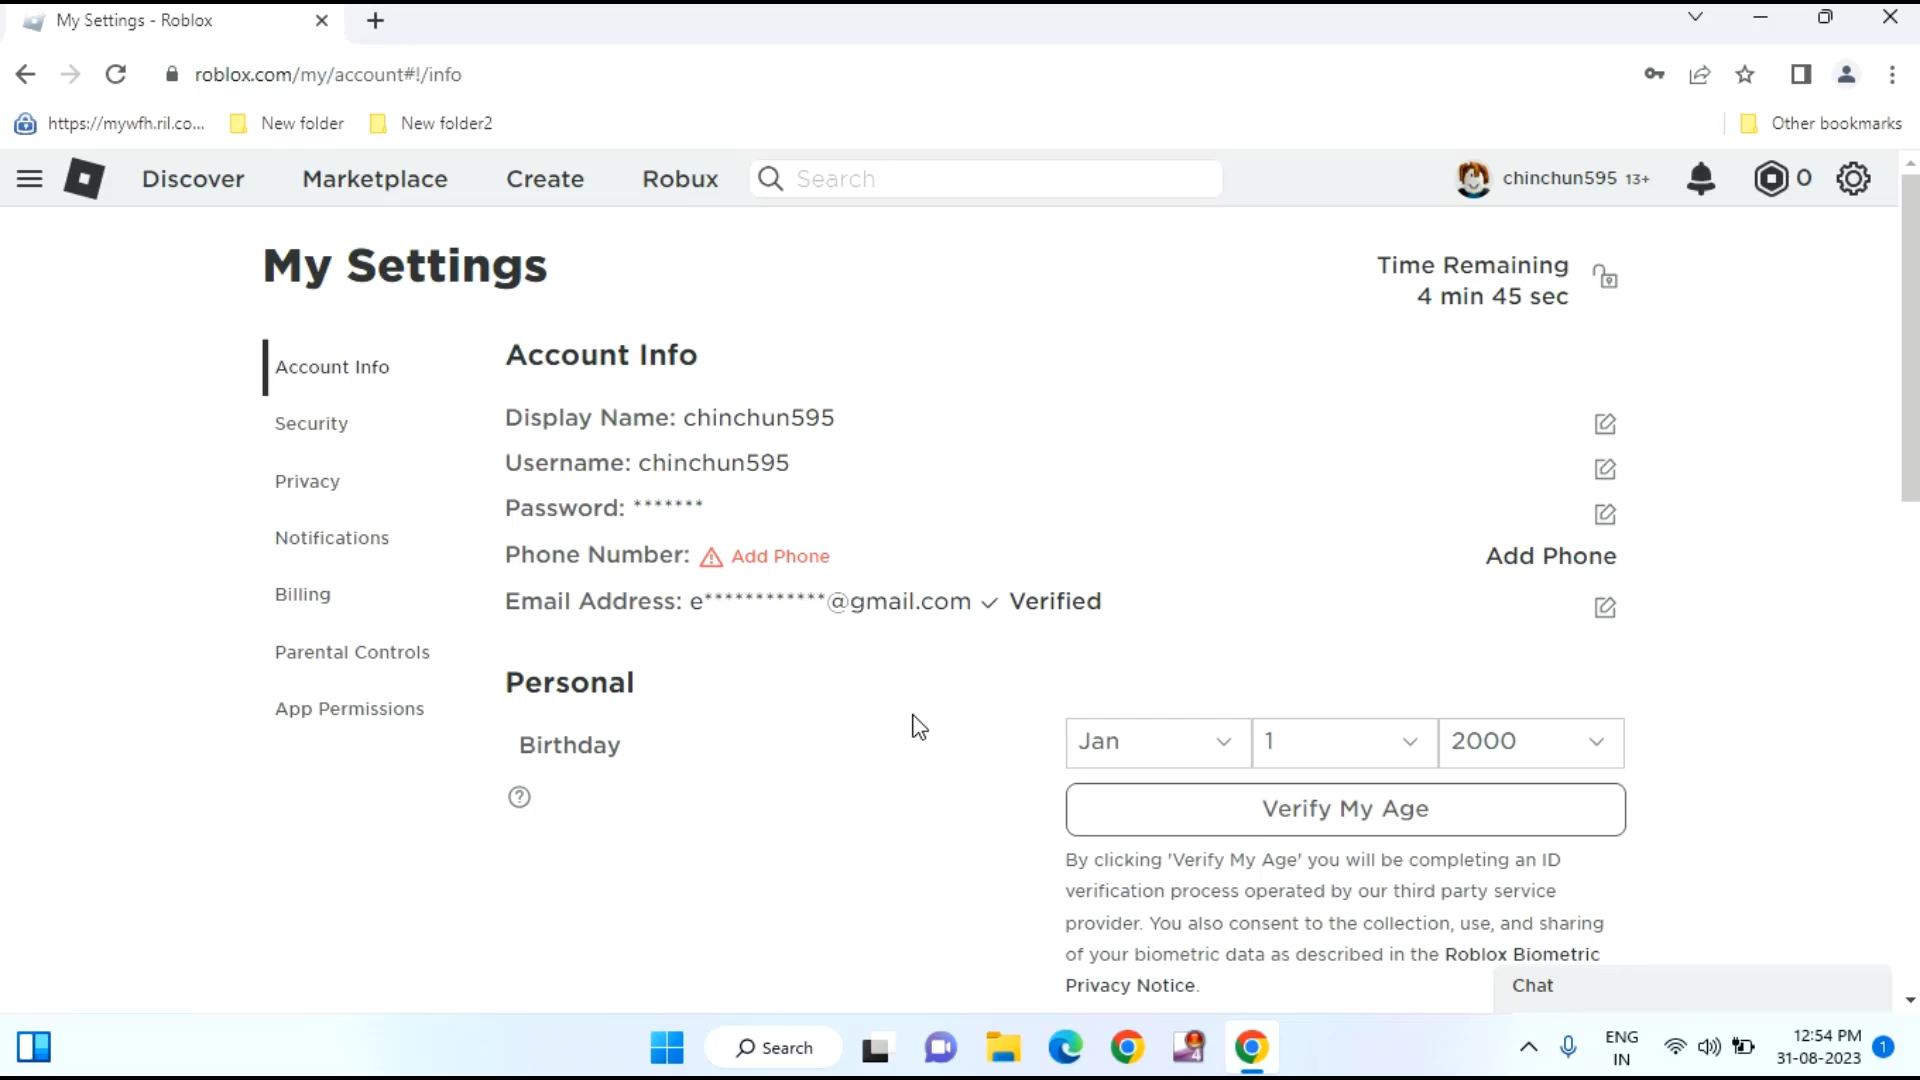 My Settings - Roblox
roblox.com/my/account#!/info
https://mywfh.ril.co... New folder New folder2 Other bookmarks
Discover Marketplace Create Robux Search chinchun595 13+ 0
My Settings
Time Remaining
4 min 45 sec
Account Info
Security
Privacy
Notifications
Billing
Parental Controls
App Permissions
Account Info
Display Name: chinchun595
Username: chinchun595
Password: *******
Phone Number: Add Phone Add Phone
Email Address: e************@gmail.com Verified
Personal
Birthday Jan 1 2000
Verify My Age
By clicking 'Verify My Age' you will be completing an ID
verification process operated by our third party service
provider. You also consent to the collection, use, and sharing
of your biometric data as described in the Roblox Biometric
Privacy Notice.
Chat
Search
ENG
IN
12:54 PM
31-08-2023
1